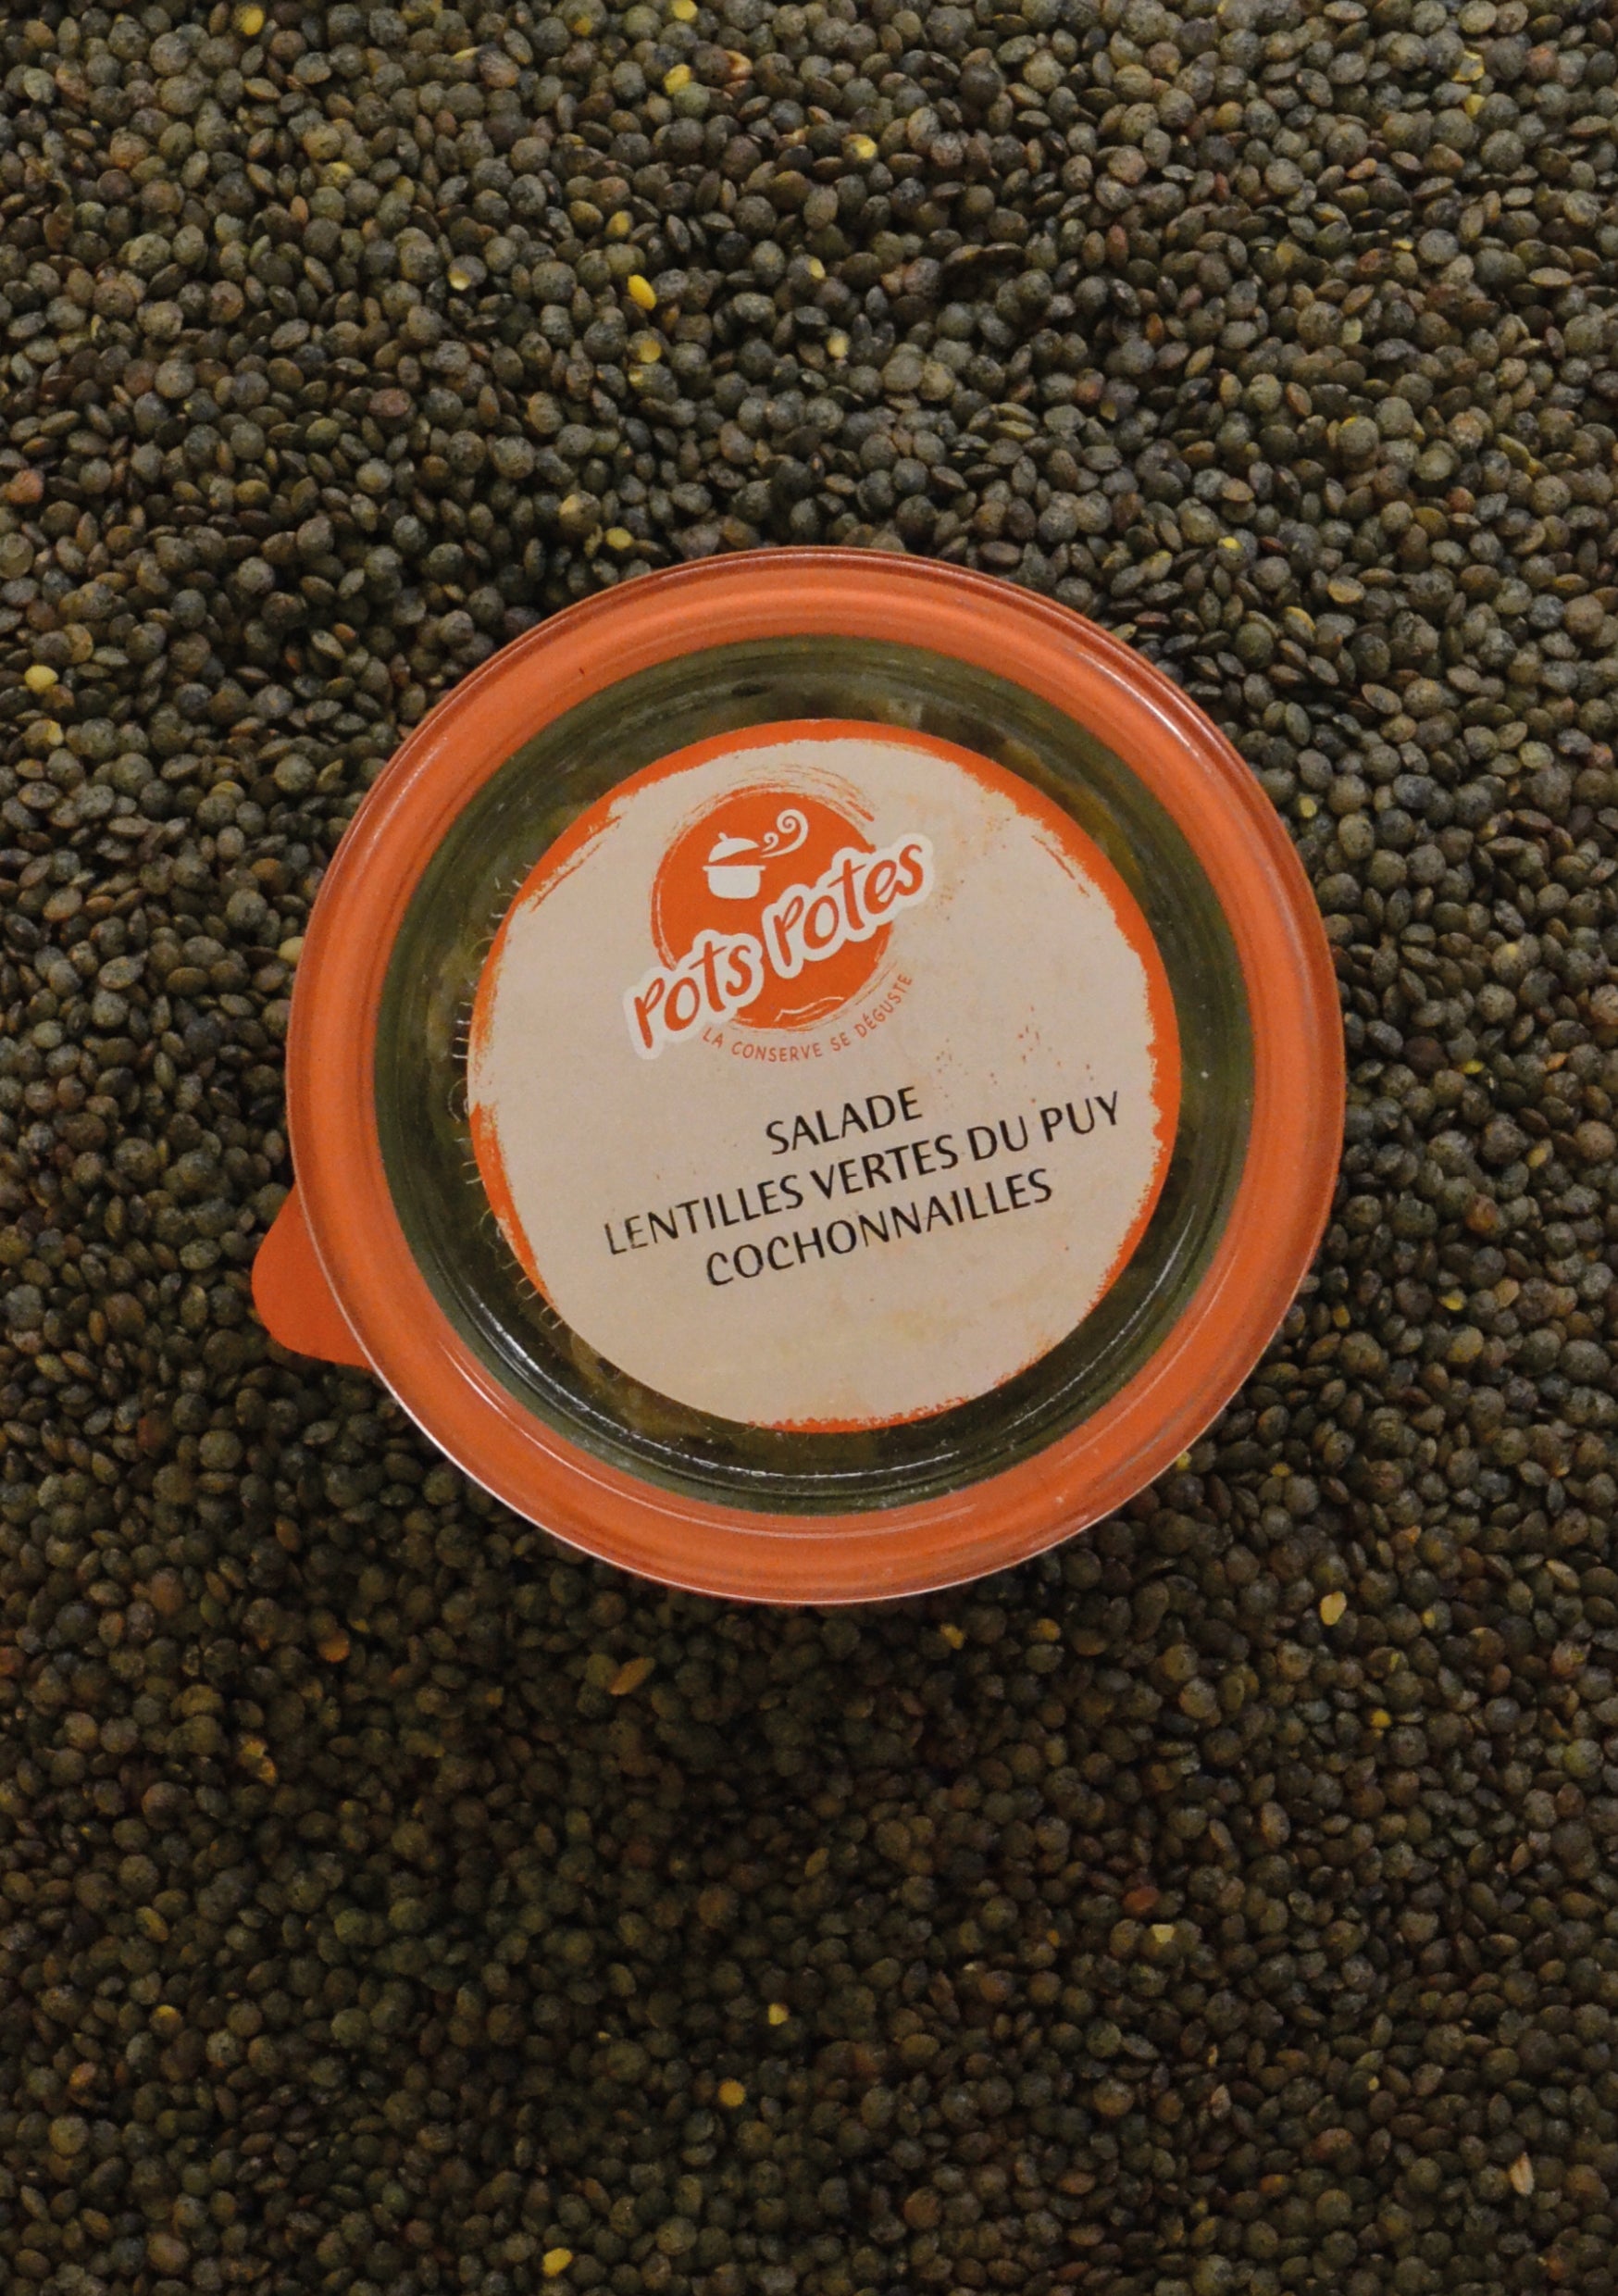 Pots Potes
LA CONSERVE SE DÉGUSTE
SALADE
LENTILLES VERTES DU PUY
COCHONNAILLES